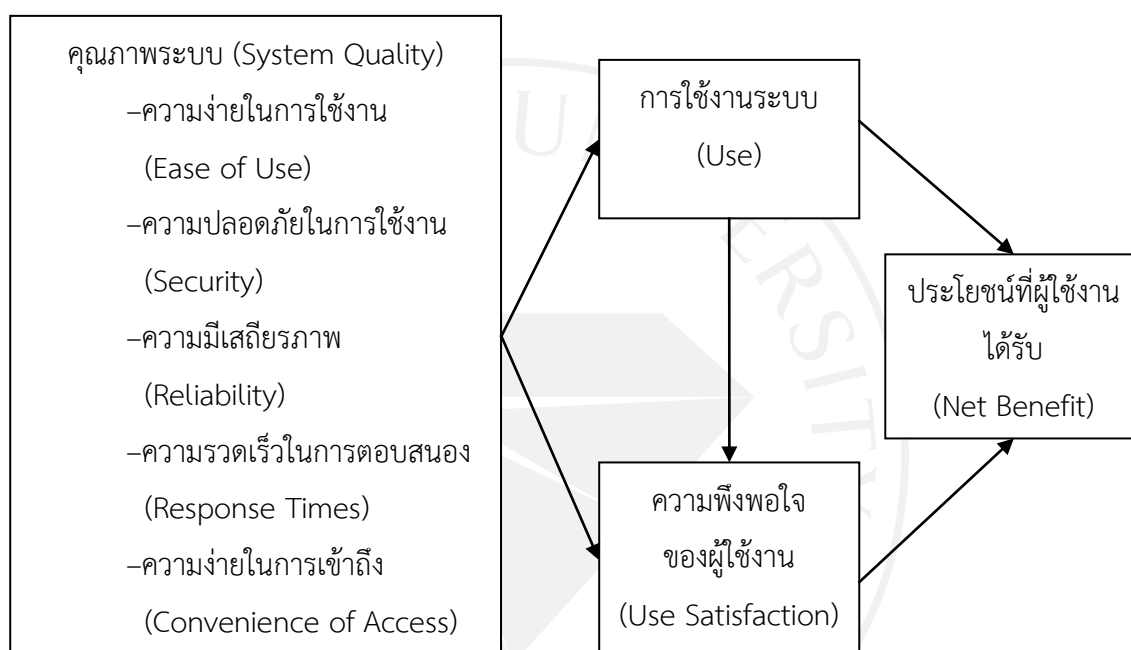 คุณภาพระบบ (System Quality)
–ความง่ายในการใช้งาน
(Ease of Use)
–ความปลอดภัยในการใช้งาน
(Security)
–ความมีเสถียรภาพ
(Reliability)
–ความรวดเร็วในการตอบสนอง
(Response Times)
–ความง่ายในการเข้าถึง
(Convenience of Access)
การใช้งานระบบ
(Use)
ความพึงพอใจ
ของผู้ใช้งาน
(Use Satisfaction)
ประโยชน์ที่ผู้ใช้งาน
ได้รับ
(Net Benefit)